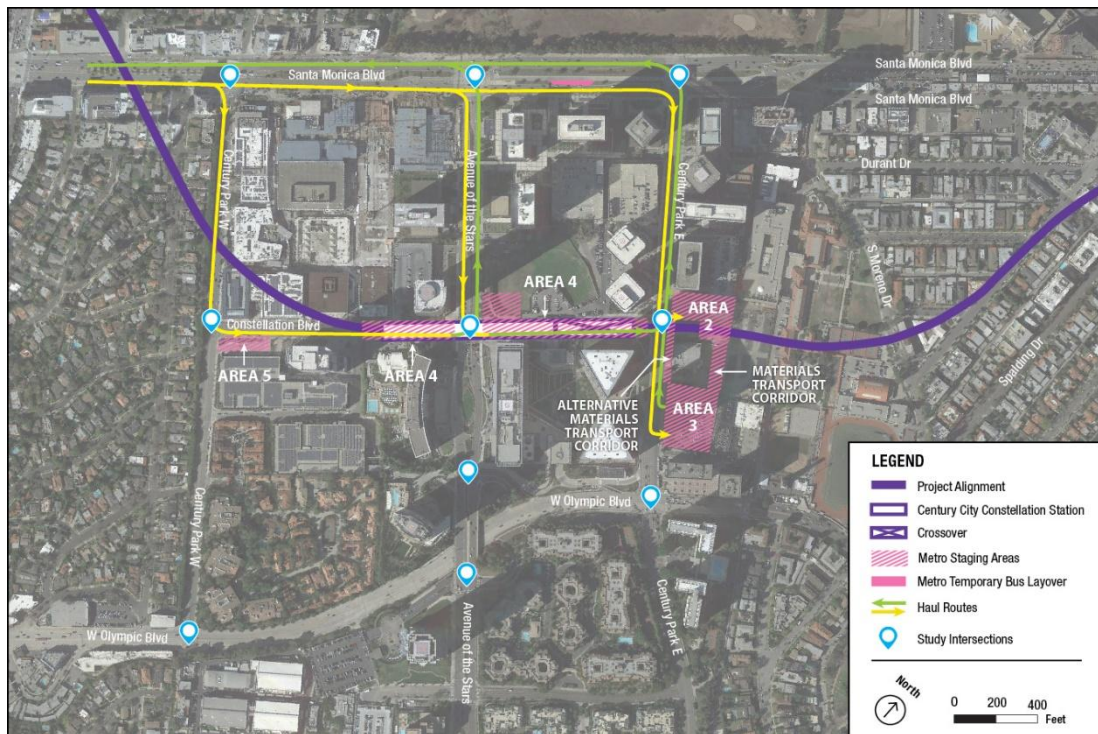 Santa Monica Blvd
Santa Monica Blvd
Santa Monica Blvd
Durant Dr
Century Park W
Avenue of the Stars
Century Park E
S Moreno Dr
Spalding Dr
AREA 4
AREA
2
Constellation Blvd
AREA 5
AREA 4
ALTERNATIVE
MATERIALS
TRANSPORT
CORRIDOR
AREA
3
MATERIALS
TRANSPORT
CORRIDOR
W Olympic Blvd
Century Park W
Avenue of the Stars
Century Park E
W Olympic Blvd
LEGEND
Project Alignment
Century City Constellation Station
Crossover
Metro Staging Areas
Metro Temporary Bus Layover
Haul Routes
Study Intersections
North
0 200 400
Feet